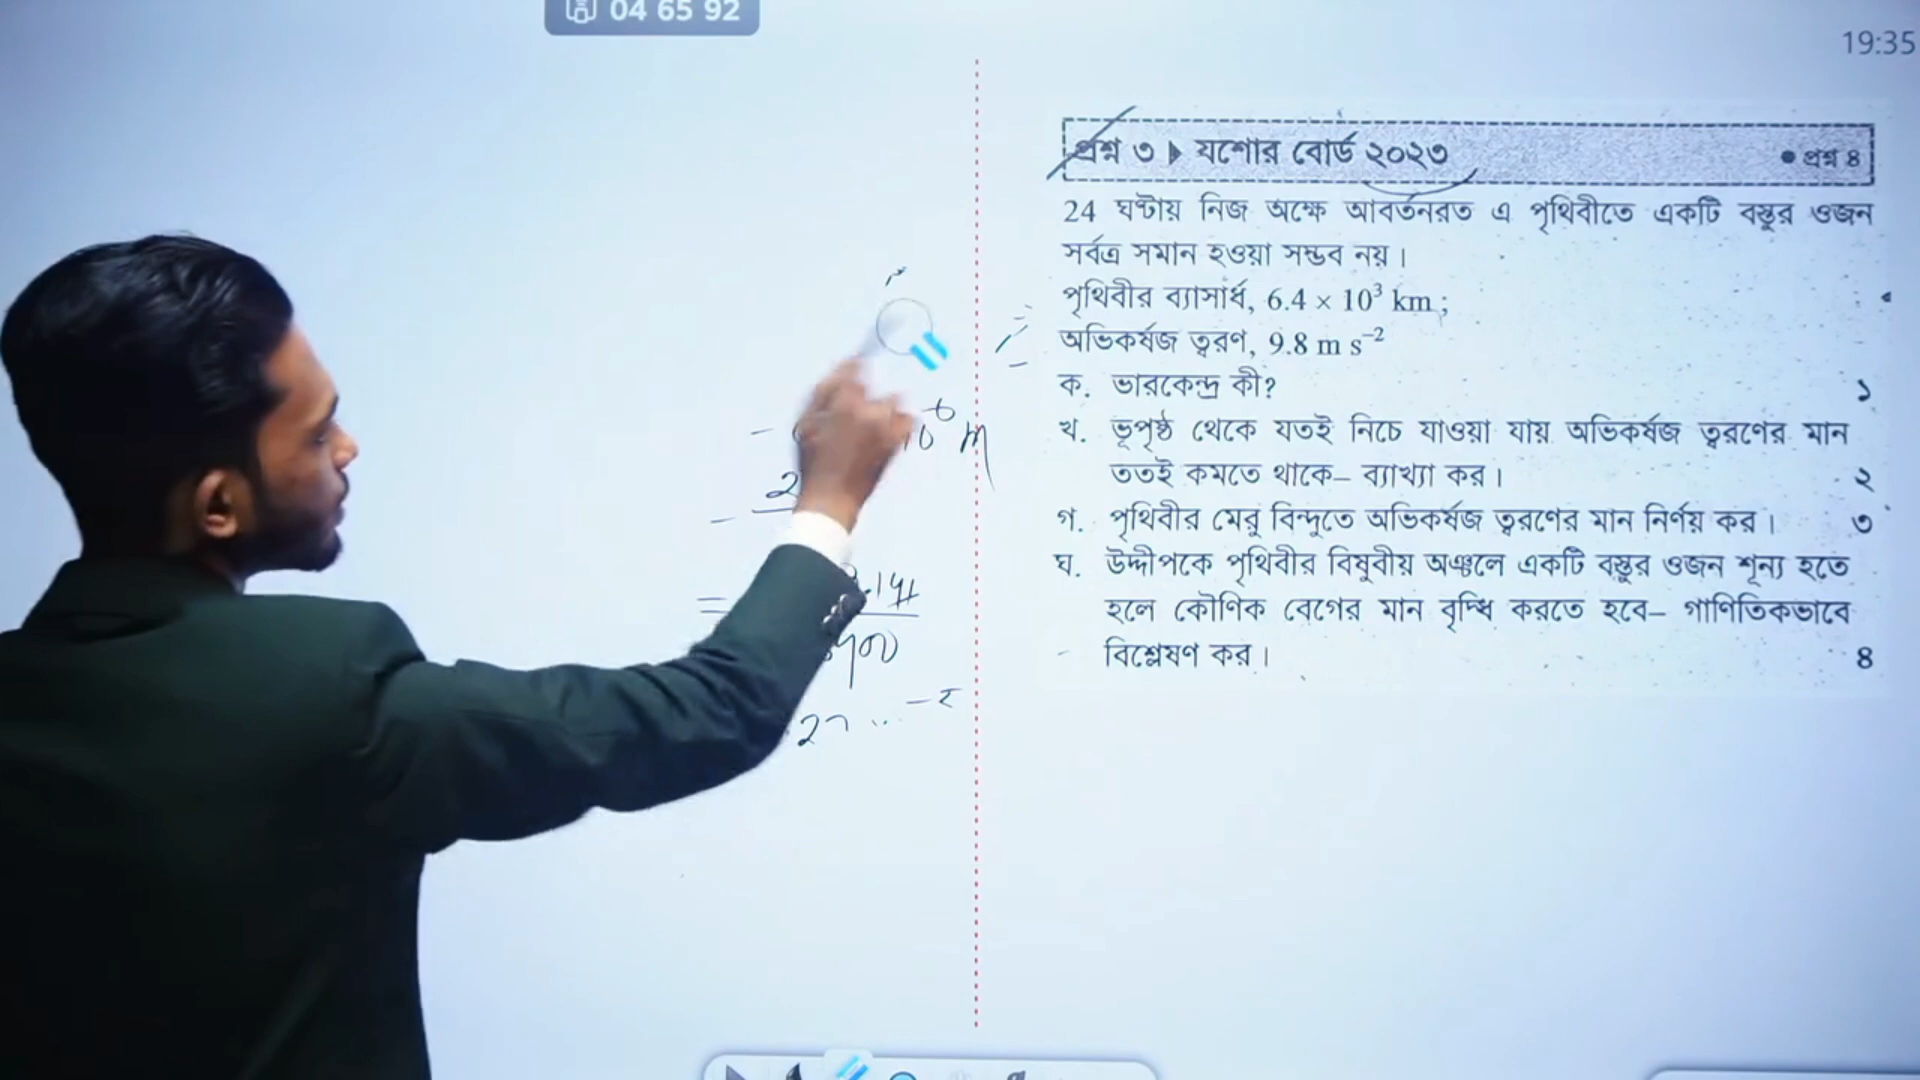 04 65 92
19:35
প্রশ্ন ৩ ▶ যশোর বোর্ড ২০২৩ ● প্রশ্ন ৪
24 ঘণ্টায় নিজ অক্ষে আবর্তনরত এ পৃথিবীতে একটি বস্তুর ওজন
সর্বত্র সমান হওয়া সম্ভব নয়।
পৃথিবীর ব্যাসার্ধ, 6.4 × 10³ km ;
অভিকর্ষজ ত্বরণ, 9.8 m s⁻²
ক. ভারকেন্দ্র কী? ১
খ. ভূপৃষ্ঠ থেকে যতই নিচে যাওয়া যায় অভিকর্ষজ ত্বরণের মান
ততই কমতে থাকে– ব্যাখ্যা কর। ২
গ. পৃথিবীর মেরু বিন্দুতে অভিকর্ষজ ত্বরণের মান নির্ণয় কর। ৩
ঘ. উদ্দীপকে পৃথিবীর বিষুবীয় অঞ্চলে একটি বস্তুর ওজন শূন্য হতে
হলে কৌণিক বেগের মান বৃদ্ধি করতে হবে– গাণিতিকভাবে
বিশ্লেষণ কর। ৪